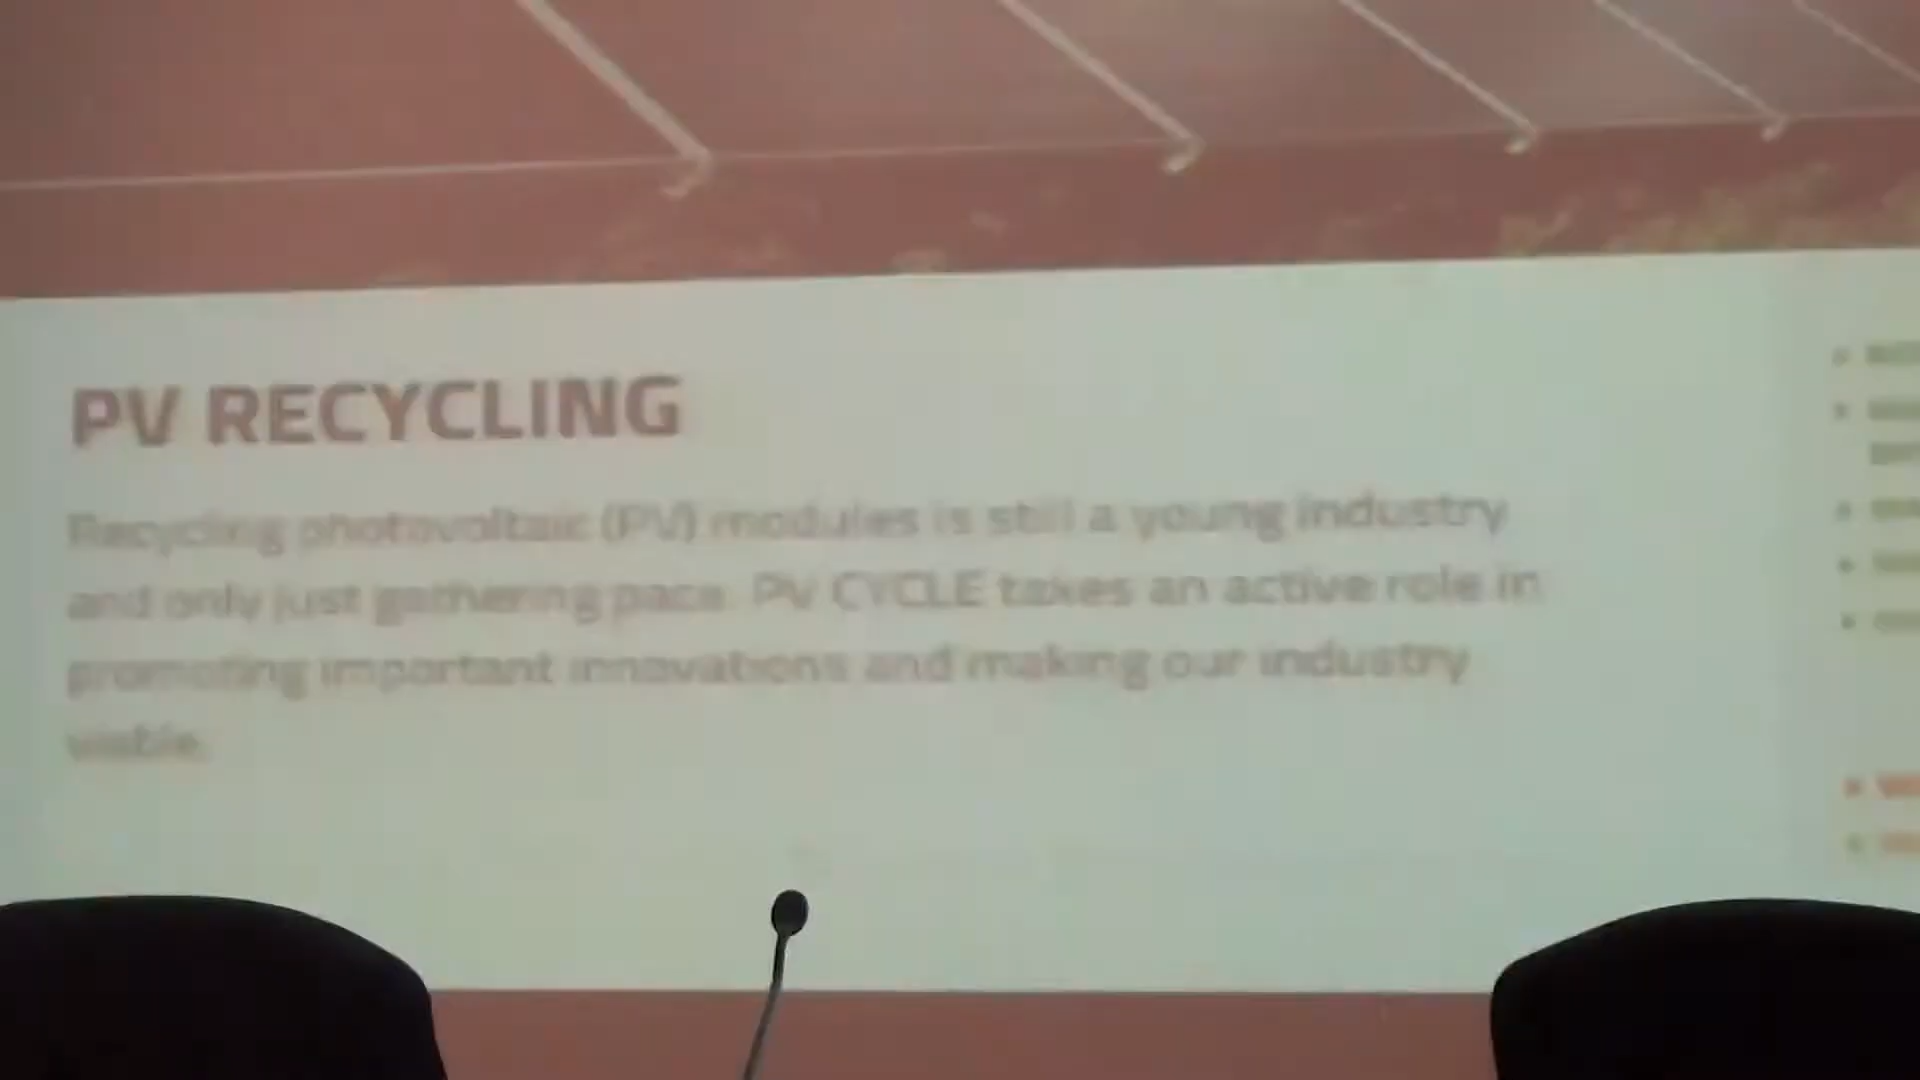 PV RECYCLING
Recycling photovoltaic (PV) modules is still a young industry
and only just gathering pace. PV CYCLE takes an active role in
promoting important innovations and making our industry
viable.